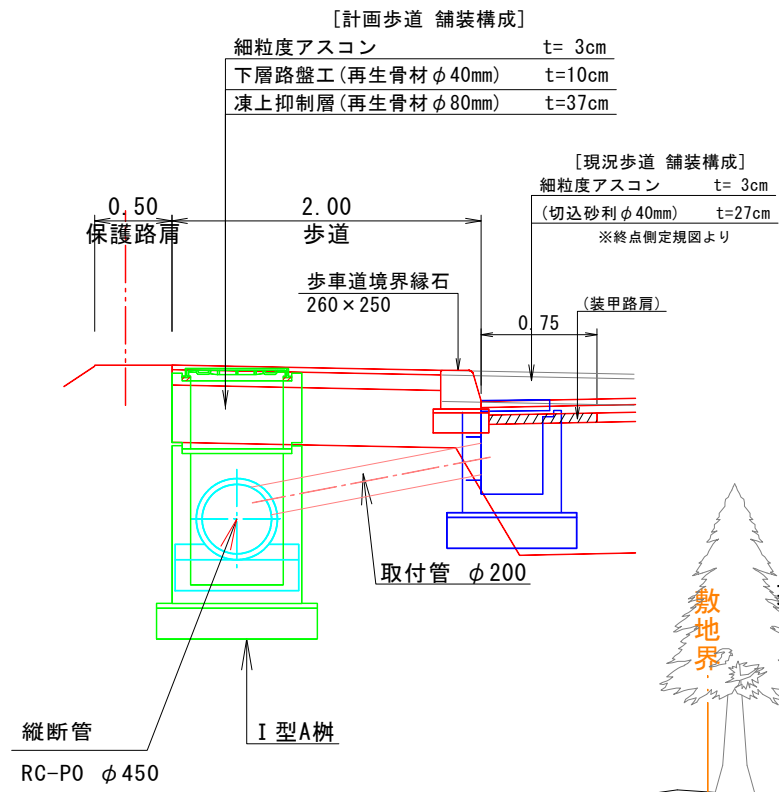 [計画歩道 舗装構成]
細粒度アスコン t= 3cm
下層路盤工(再生骨材φ40mm) t=10cm
凍上抑制層(再生骨材φ80mm) t=37cm
[現況歩道 舗装構成]
細粒度アスコン t= 3cm
(切込砂利φ40mm) t=27cm
※終点側定規図より
0.50
保護路肩
2.00
歩道
歩車道境界縁石
260×250
(装甲路肩)
0.75
取付管 φ200
敷地界
縦断管
RC-PO φ450
Ⅰ型A桝